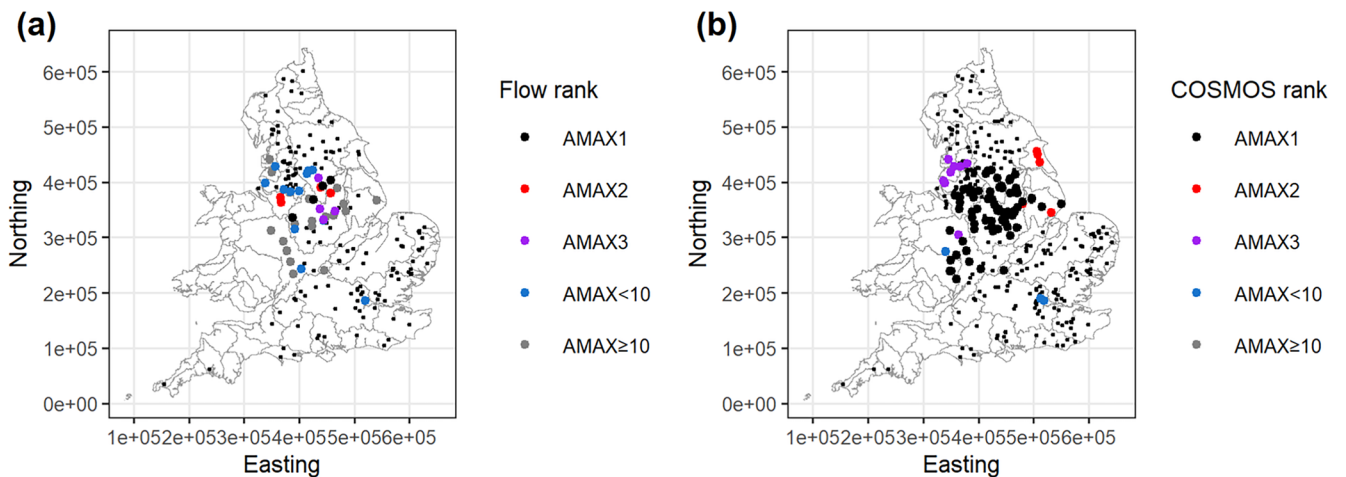 (a)
Northing
6e+05
5e+05
4e+05
3e+05
2e+05
1e+05
0e+00
1e+052e+053e+054e+055e+056e+05
Easting
Flow rank
AMAX1
AMAX2
AMAX3
AMAX<10
AMAX≥10
(b)
Northing
6e+05
5e+05
4e+05
3e+05
2e+05
1e+05
0e+00
1e+052e+053e+054e+055e+056e+05
Easting
COSMOS rank
AMAX1
AMAX2
AMAX3
AMAX<10
AMAX≥10